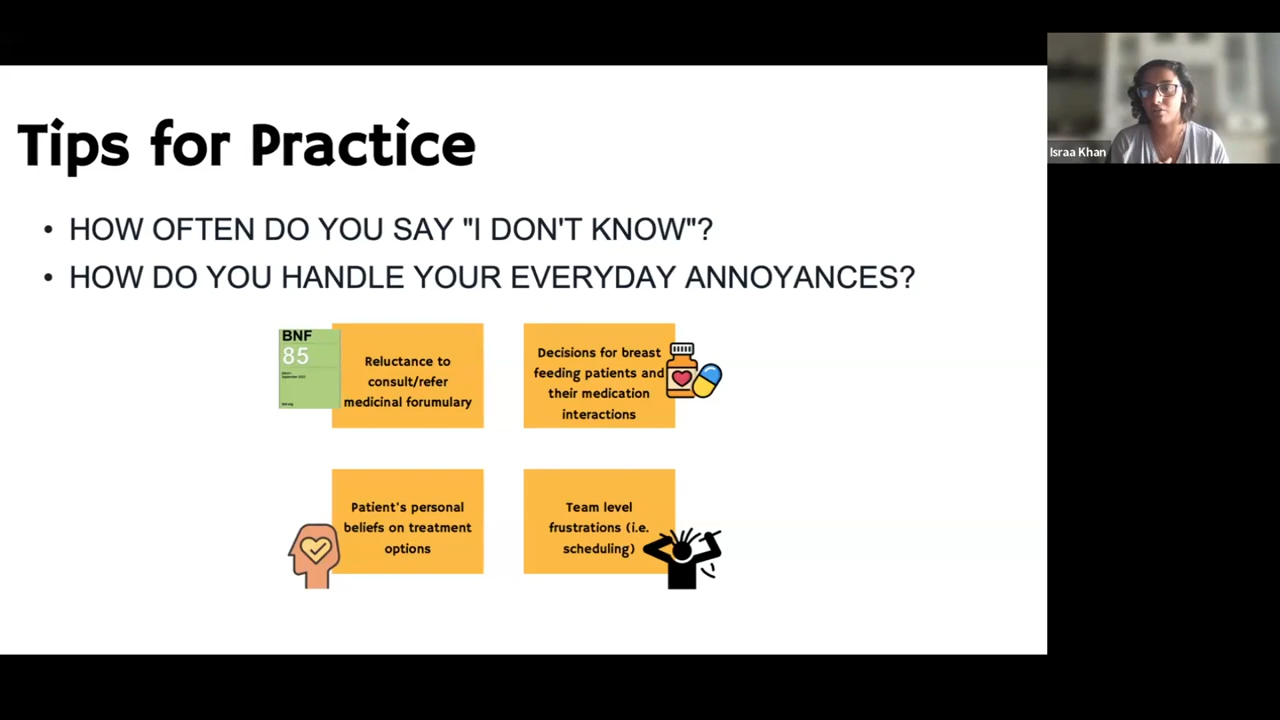 Tips for Practice
• HOW OFTEN DO YOU SAY "I DON'T KNOW"?
• HOW DO YOU HANDLE YOUR EVERYDAY ANNOYANCES?
BNF
85
Reluctance to
consult/refer
medicinal forumulary
Decisions for breast
feeding patients and
their medication
interactions
Patient's personal
beliefs on treatment
options
Team level
frustrations (i.e.
scheduling)
Israa Khan